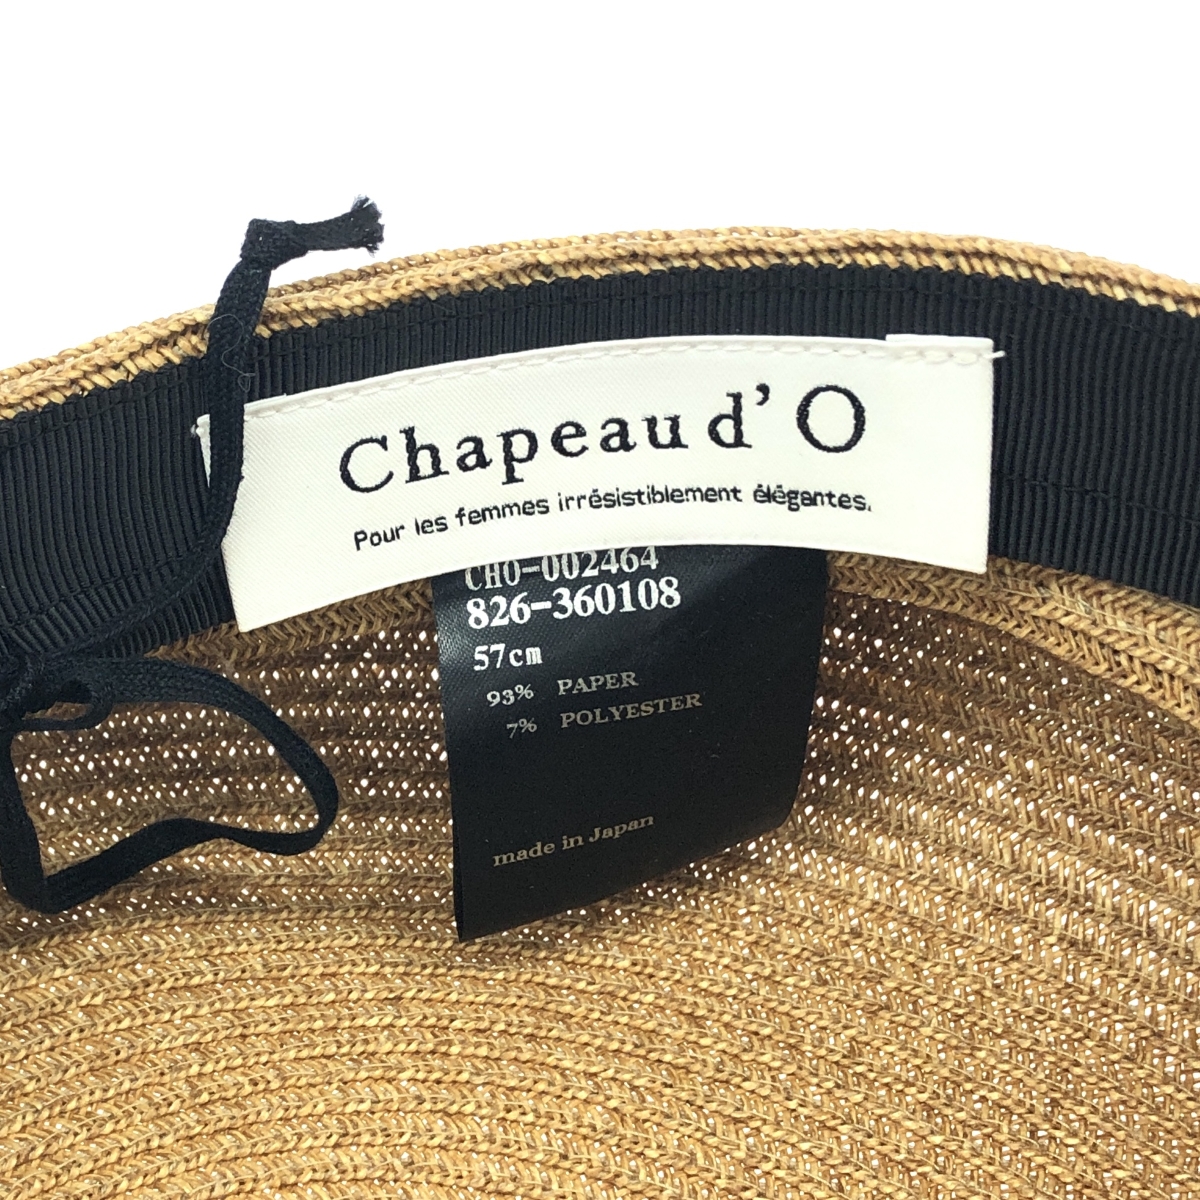 Chapeau d' O
Pour les femmes irrésistiblement élégantes.
CHO-002464
826-360108
57cm
93% PAPER
7% POLYESTER
made in Japan